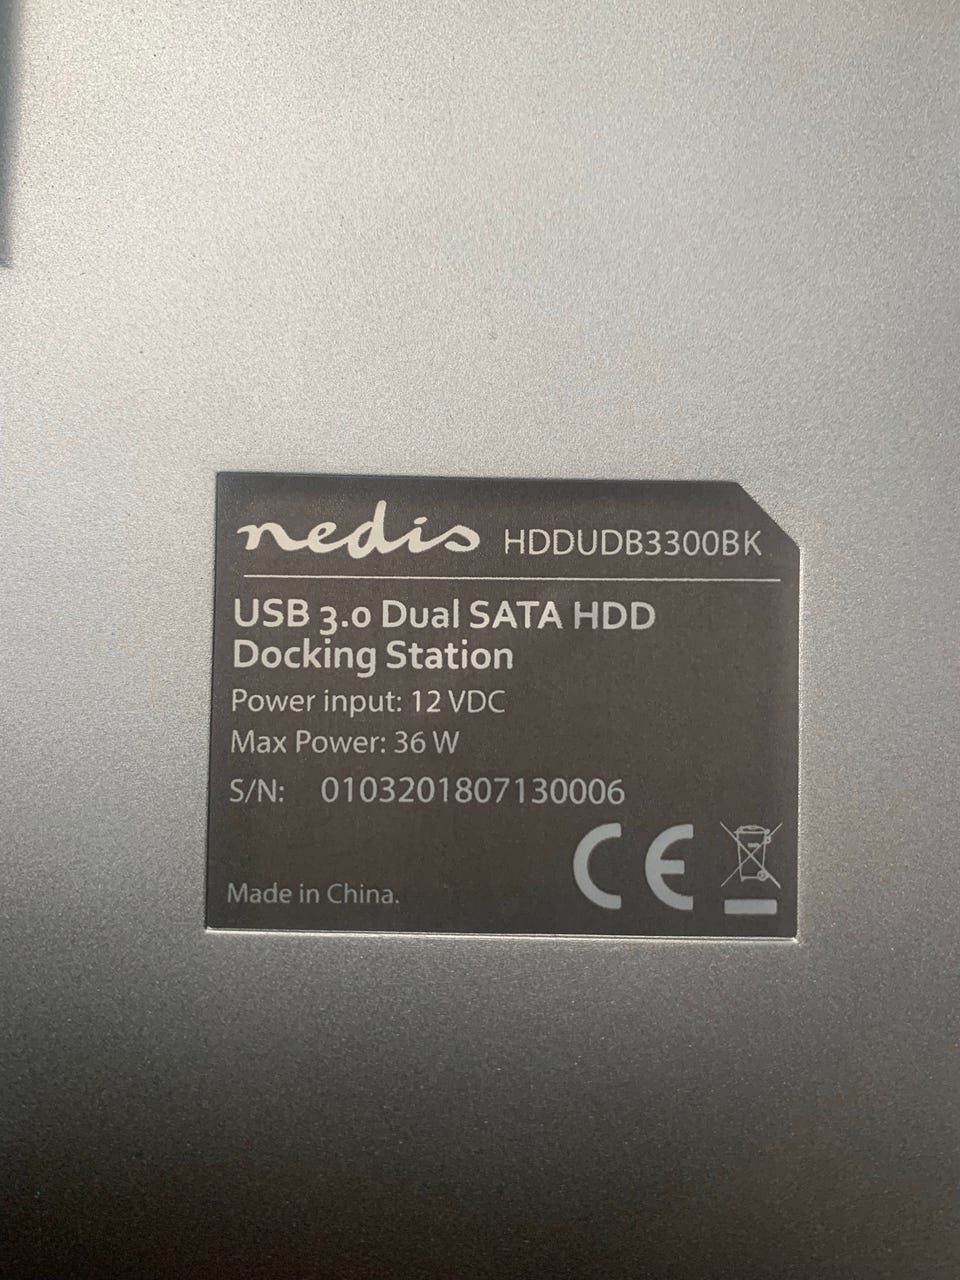 nedis HDDUDB3300BK
USB 3.0 Dual SATA HDD
Docking Station
Power input: 12 VDC
Max Power: 36 W
S/N: 0103201807130006
CE
Made in China.